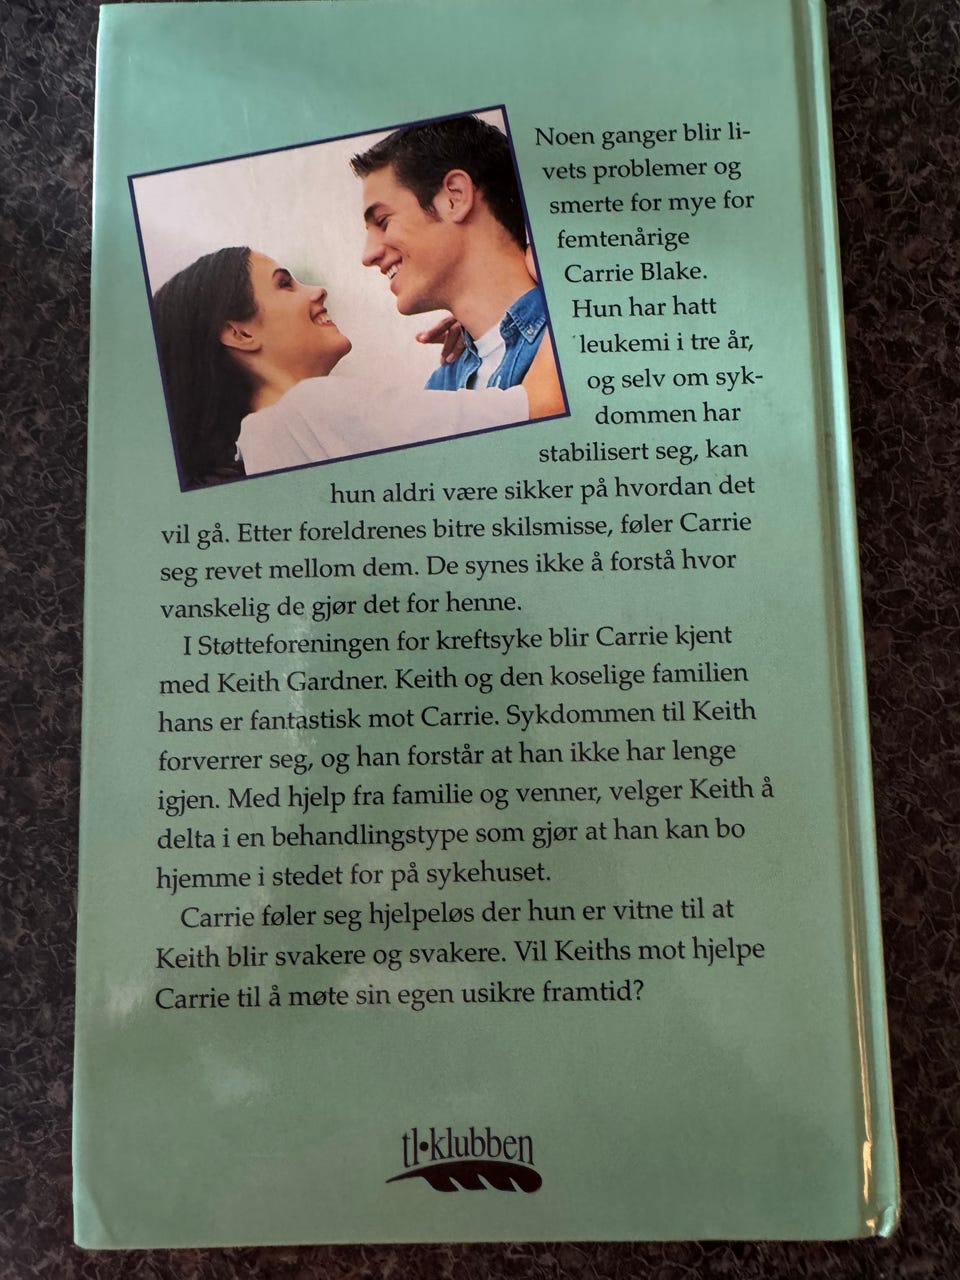 Noen ganger blir li-
vets problemer og
smerte for mye for
femtenårige
Carrie Blake.
Hun har hatt
leukemi i tre år,
og selv om syk-
dommen har
stabilisert seg, kan
hun aldri være sikker på hvordan det
vil gå. Etter foreldrenes bitre skilsmisse, føler Carrie
seg revet mellom dem. De synes ikke å forstå hvor
vanskelig de gjør det for henne.
I Støtteforeningen for kreftsyke blir Carrie kjent
med Keith Gardner. Keith og den koselige familien
hans er fantastisk mot Carrie. Sykdommen til Keith
forverrer seg, og han forstår at han ikke har lenge
igjen. Med hjelp fra familie og venner, velger Keith å
delta i en behandlingstype som gjør at han kan bo
hjemme i stedet for på sykehuset.
Carrie føler seg hjelpeløs der hun er vitne til at
Keith blir svakere og svakere. Vil Keiths mot hjelpe
Carrie til å møte sin egen usikre framtid?
tl•klubben